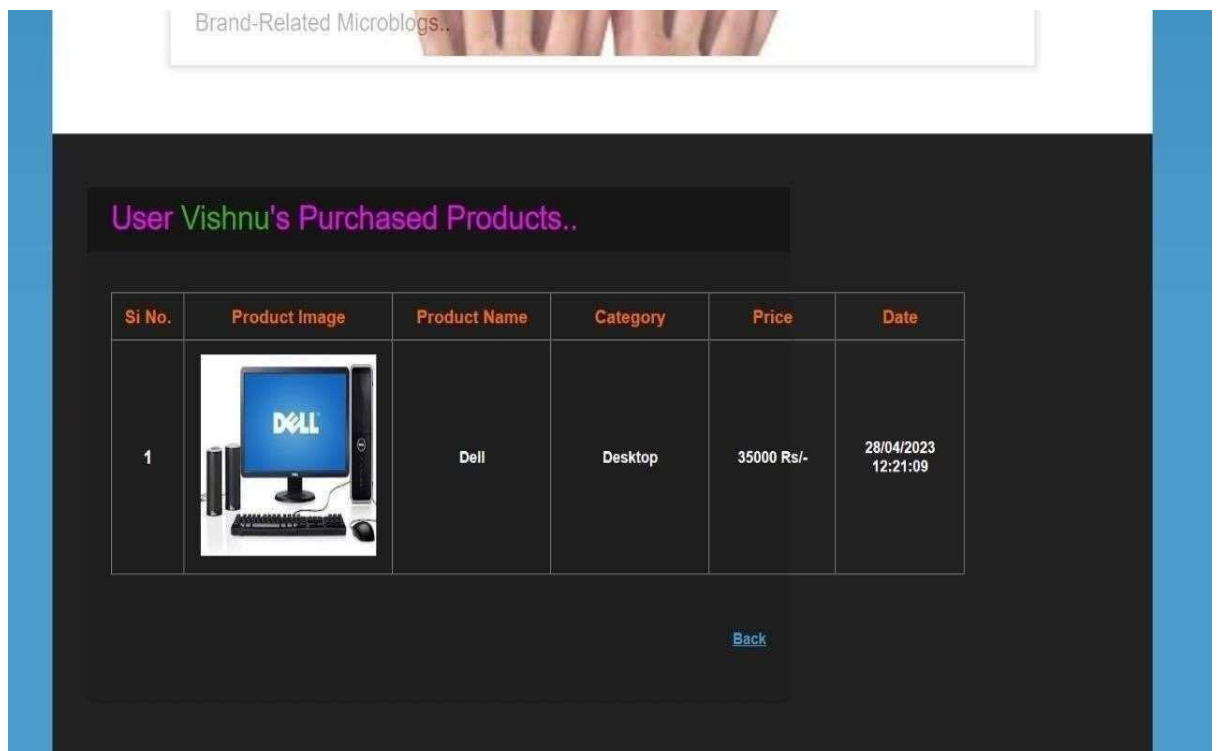 Brand-Related Microblogs..
User Vishnu's Purchased Products..
Si No. Product Image Product Name Category Price Date
DELL
1 Dell Desktop 35000 Rs/- 28/04/2023
12:21:09
Back